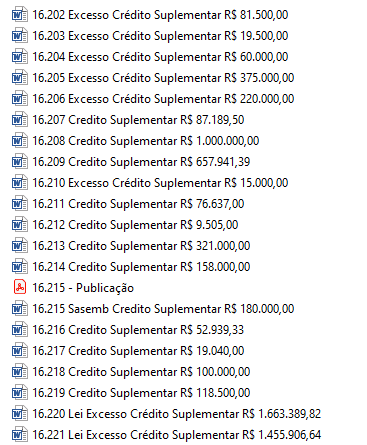 16.202 Excesso Crédito Suplementar R$ 81.500,00
16.203 Excesso Crédito Suplementar R$ 19.500,00
16.204 Excesso Crédito Suplementar R$ 60.000,00
16.205 Excesso Crédito Suplementar R$ 375.000,00
16.206 Excesso Crédito Suplementar R$ 220.000,00
16.207 Credito Suplementar R$ 87.189,50
16.208 Credito Suplementar R$ 1.000.000,00
16.209 Credito Suplementar R$ 657.941,39
16.210 Excesso Crédito Suplementar R$ 15.000,00
16.211 Credito Suplementar R$ 76.637,00
16.212 Credito Suplementar R$ 9.505,00
16.213 Credito Suplementar R$ 321.000,00
16.214 Credito Suplementar R$ 158.000,00
16.215 - Publicação
16.215 Sasemb Credito Suplementar R$ 180.000,00
16.216 Credito Suplementar R$ 52.939,33
16.217 Credito Suplementar R$ 19.040,00
16.218 Credito Suplementar R$ 100.000,00
16.219 Credito Suplementar R$ 118.500,00
16.220 Lei Excesso Crédito Suplementar R$ 1.663.389,82
16.221 Lei Excesso Crédito Suplementar R$ 1.455.906,64